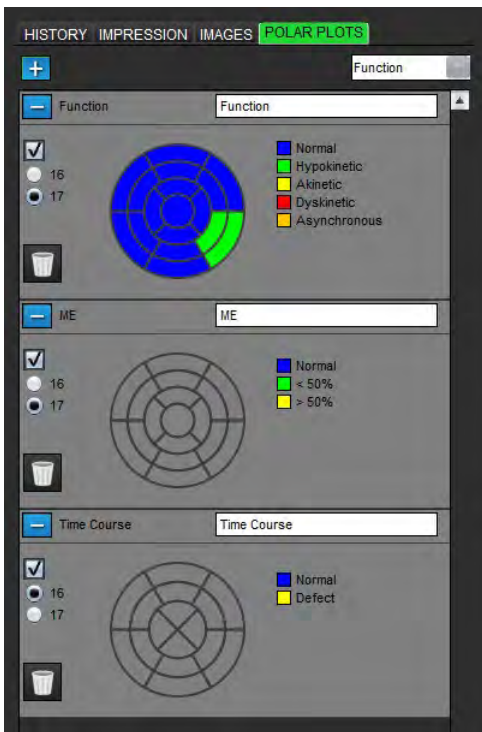 HISTORY IMPRESSION IMAGES POLAR PLOTS
+ Function
− Function Function
Normal
Hypokinetic
Akinetic
Dyskinetic
Asynchronous
16
17
− ME ME
Normal
< 50%
> 50%
16
17
− Time Course Time Course
Normal
Defect
16
17